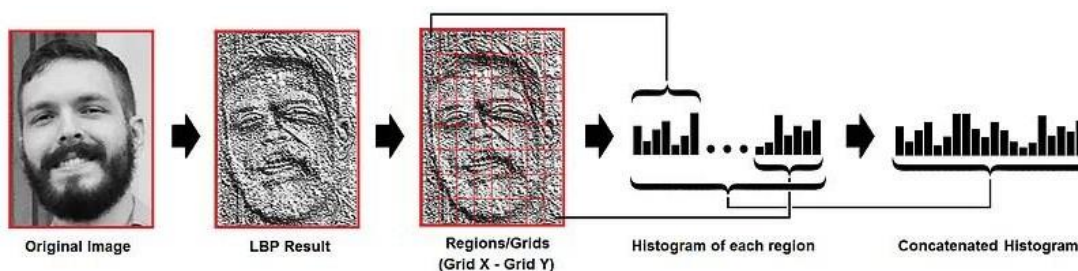 Original Image
LBP Result
Regions/Grids
(Grid X - Grid Y)
Histogram of each region
Concatenated Histogram